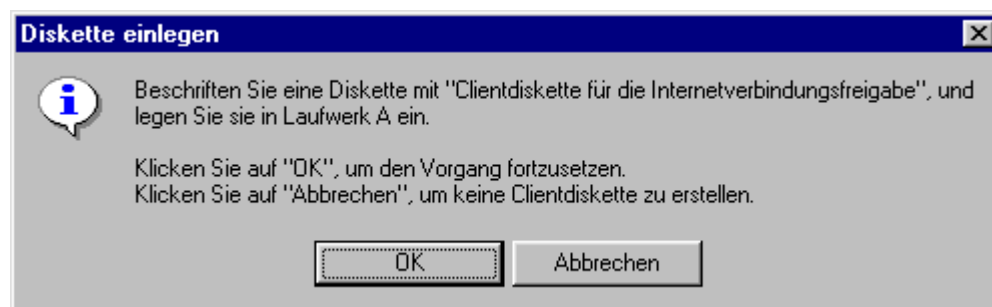 Diskette einlegen
Beschriften Sie eine Diskette mit "Clientdiskette für die Internetverbindungsfreigabe", und
legen Sie sie in Laufwerk A ein.
Klicken Sie auf "OK", um den Vorgang fortzusetzen.
Klicken Sie auf "Abbrechen", um keine Clientdiskette zu erstellen.
OK
Abbrechen